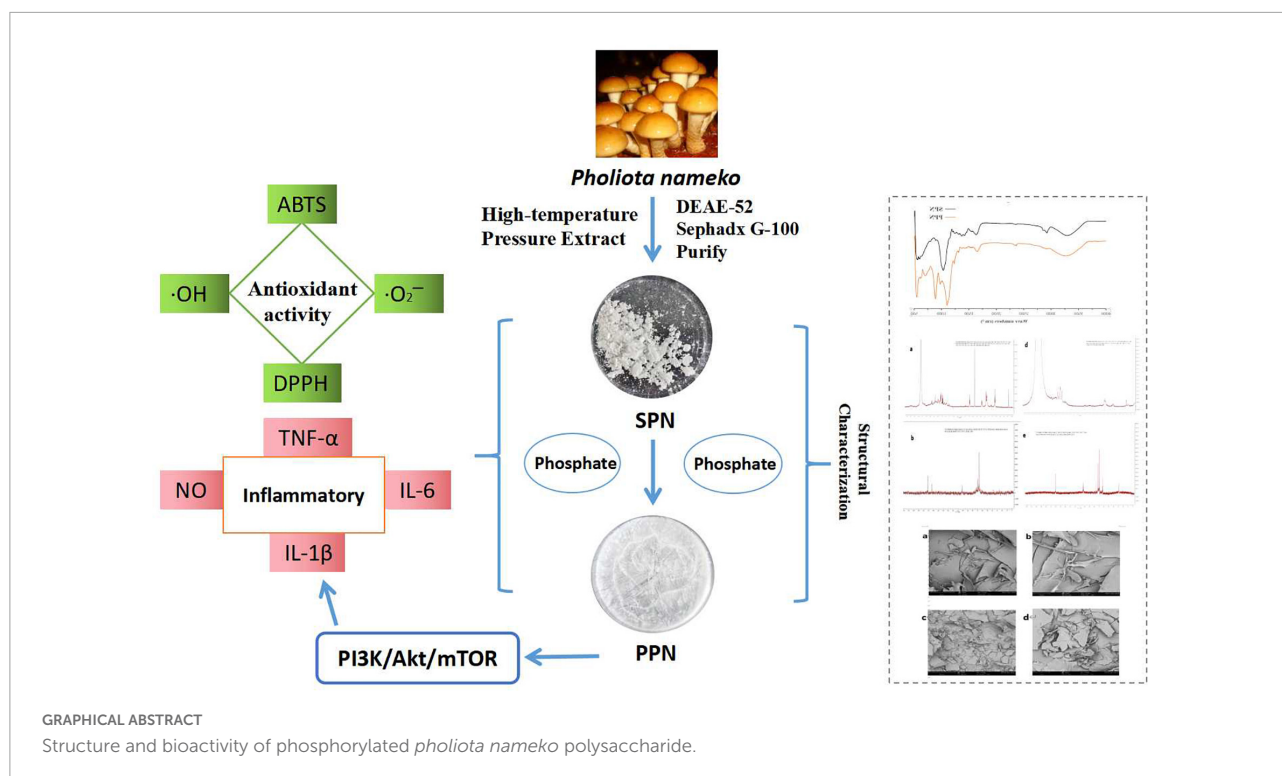 Pholiota nameko
High-temperature
Pressure Extract
DEAE-52
Sephadx G-100
Purify
ABTS
·OH
Antioxidant
activity
·O₂⁻
DPPH
TNF-α
NO
Inflammatory
IL-6
IL-1β
SPN
Phosphate
Phosphate
PPN
PI3K/Akt/mTOR
Structural
Characterization
SPN
PPN
a
d
b
e
a
b
c
d
GRAPHICAL ABSTRACT
Structure and bioactivity of phosphorylated pholiota nameko polysaccharide.